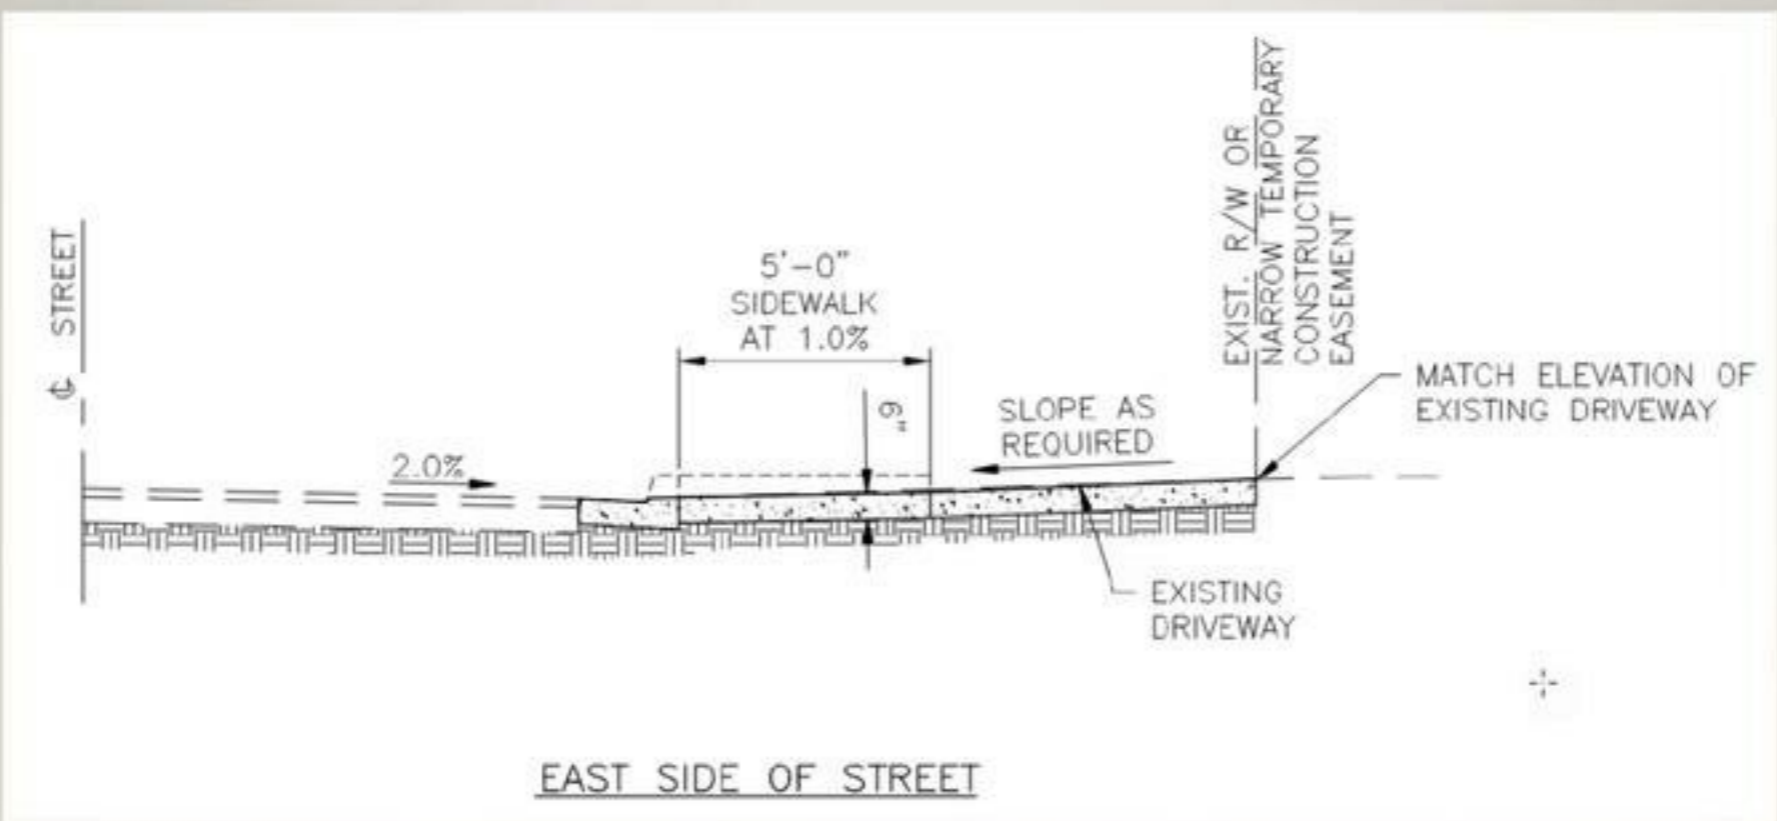 ℄ STREET
5'-0"
SIDEWALK
AT 1.0%
EXIST. R/W OR
NARROW TEMPORARY
CONSTRUCTION
EASEMENT
MATCH ELEVATION OF
EXISTING DRIVEWAY
6"
SLOPE AS
REQUIRED
2.0%
EXISTING
DRIVEWAY
EAST SIDE OF STREET